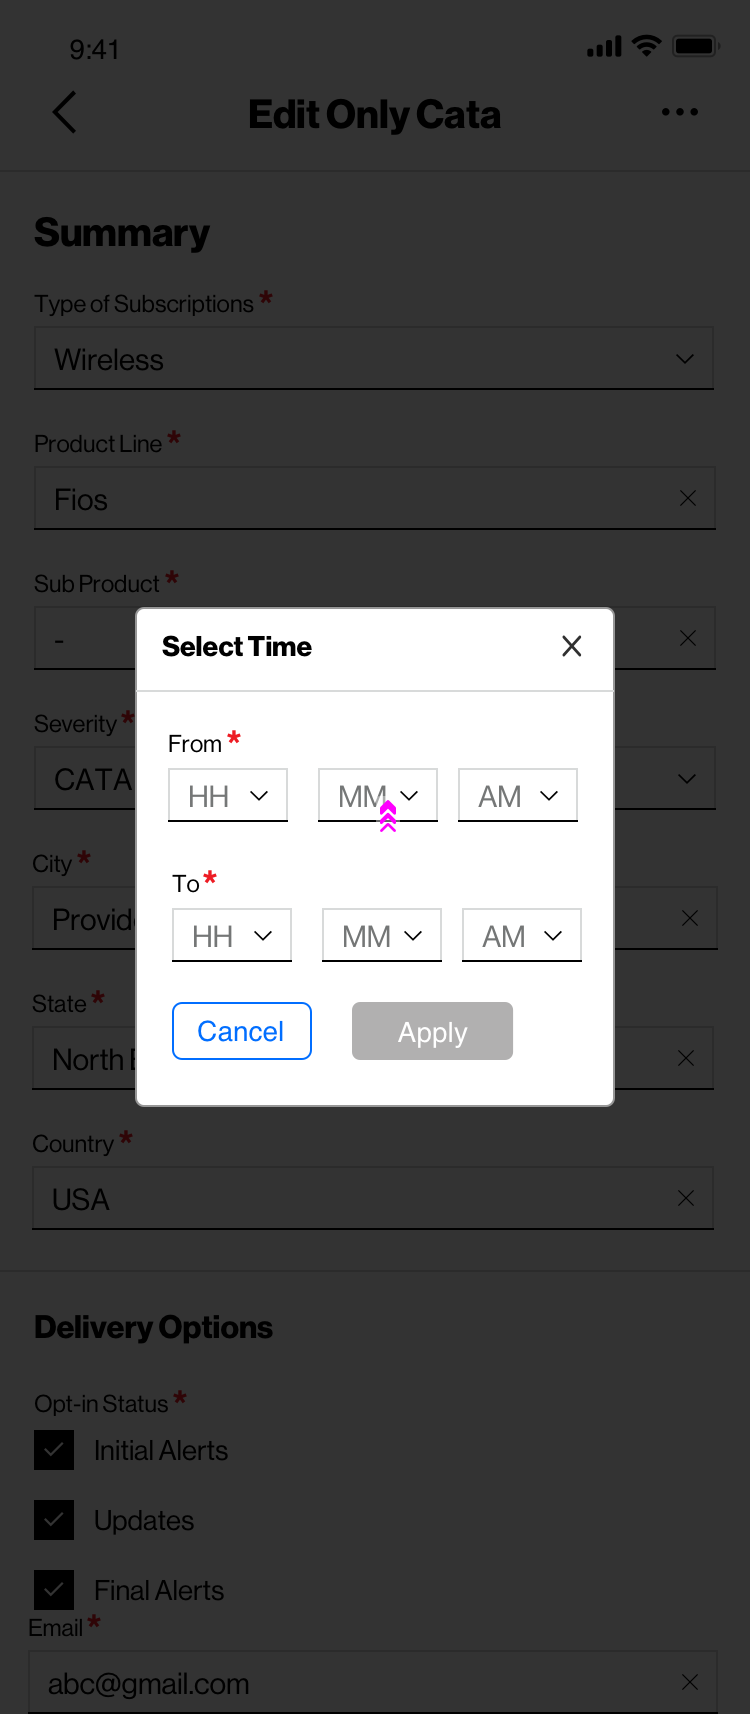 9:41
Edit Only Cata
Summary
Type of Subscriptions *
Wireless
Product Line *
Fios
Sub Product *
-
Select Time
Severity *
From *
CATA
HH MM AM
City *
To *
HH MM AM
State *
Cancel Apply
North
Country *
USA
Delivery Options
Opt-in Status *
Initial Alerts
Updates
Final Alerts
Email *
abc@gmail.com